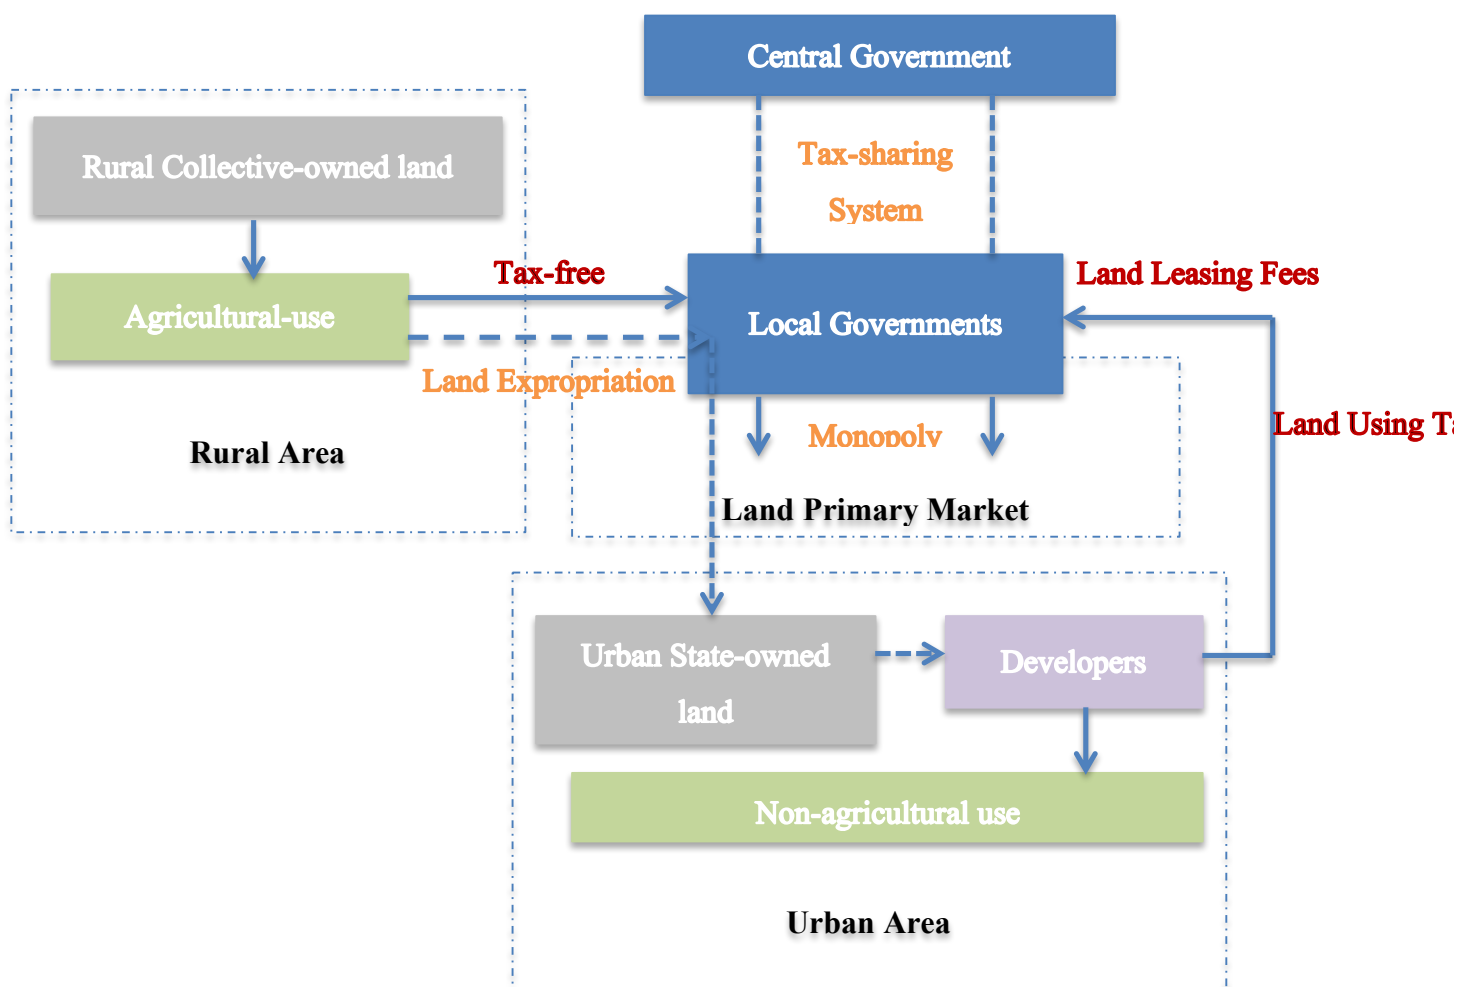 Central Government
Rural Collective-owned land
Tax-sharing
System
Tax-free
Land Leasing Fees
Agricultural-use
Local Governments
Land Expropriation
Monopoly
Land Using
Rural Area
Land Primary Market
Urban State-owned
land
Developers
Non-agricultural use
Urban Area